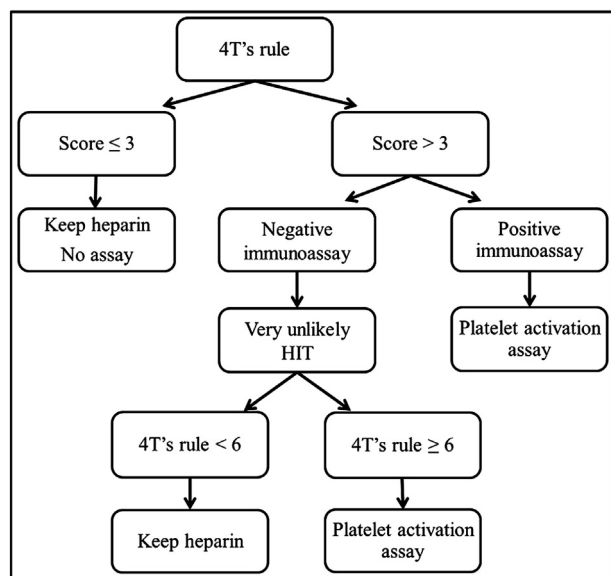 4T's rule
Score ≤ 3
Score > 3
Keep heparin
No assay
Negative
immunoassay
Positive
immunoassay
Very unlikely
HIT
Platelet activation
assay
4T's rule < 6
4T's rule ≥ 6
Keep heparin
Platelet activation
assay